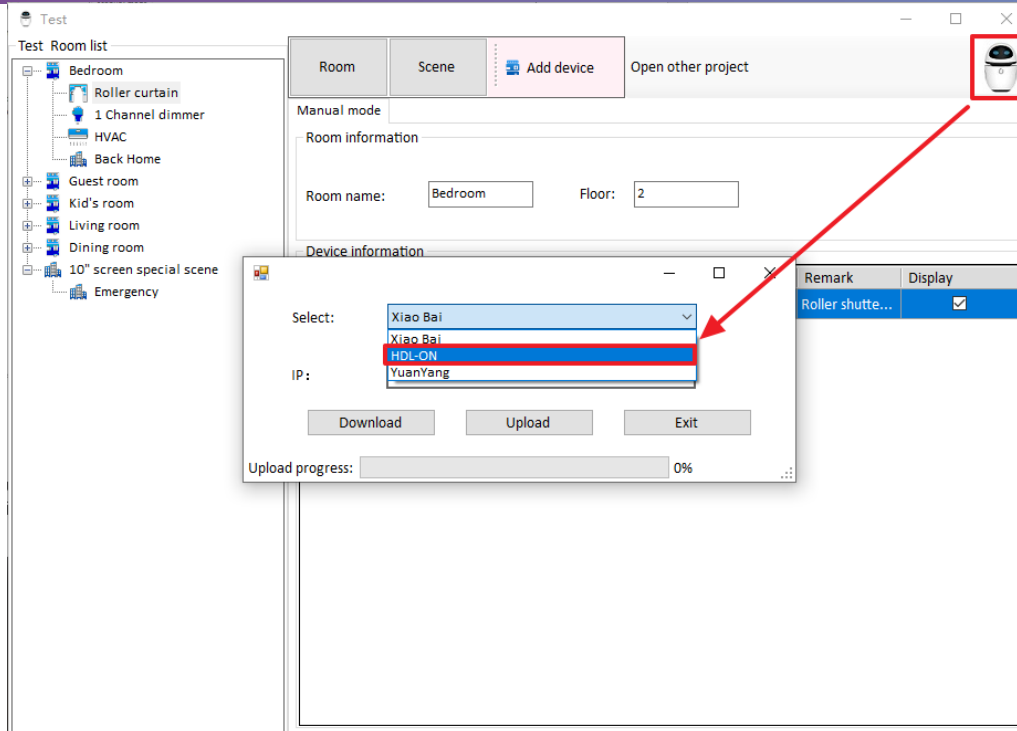 Test
Test Room list
Bedroom
Roller curtain
1 Channel dimmer
HVAC
Back Home
Guest room
Kid's room
Living room
Dining room
10" screen special scene
Emergency
Room Scene Add device Open other project
Manual mode
Room information
Room name: Bedroom Floor: 2
Device information
Remark Display
Roller shutte...
Select: Xiao Bai
Xiao Bai
HDL-ON
YuanYang
IP:
Download Upload Exit
Upload progress: 0%